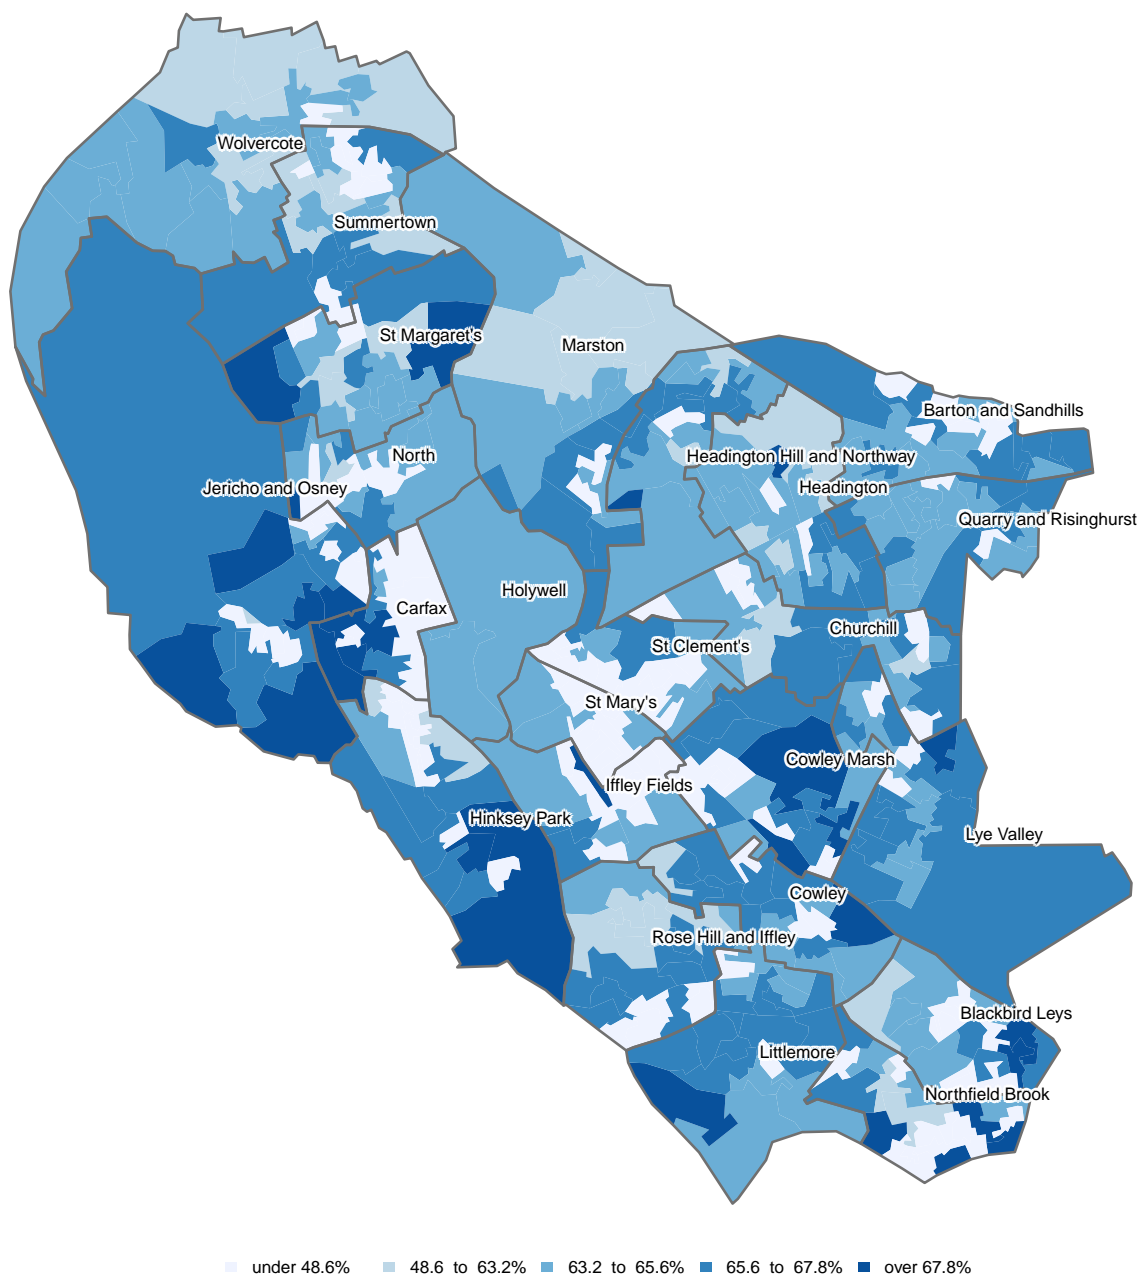 Wolvercote
Summertown
St Margaret's
Marston
Barton and Sandhills
North
Headington Hill and Northway
Jericho and Osney
Headington
Quarry and Risinghurst
Holywell
Carfax
Churchill
St Clement's
St Mary's
Cowley Marsh
Iffley Fields
Hinksey Park
Lye Valley
Cowley
Rose Hill and Iffley
Blackbird Leys
Littlemore
Northfield Brook
under 48.6% 48.6 to 63.2% 63.2 to 65.6% 65.6 to 67.8% over 67.8%